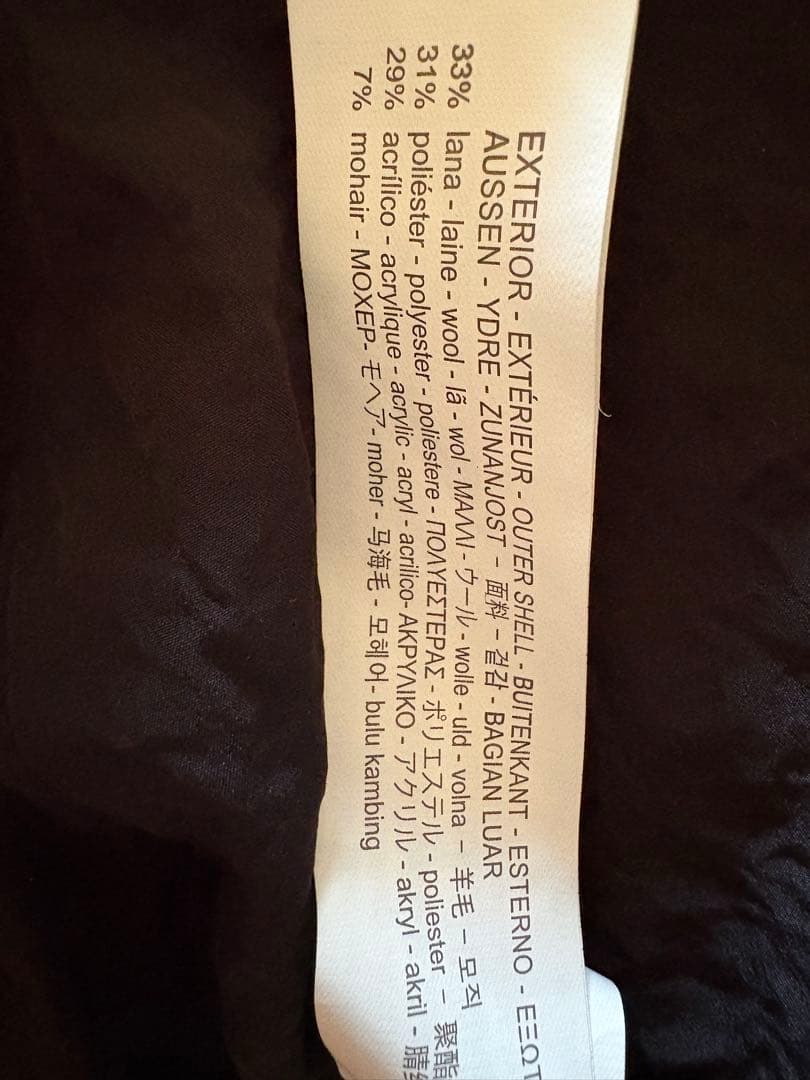 EXTERIOR - EXTÉRIEUR - OUTER SHELL - BUITENKANT - ESTERNO - ΕΞΩΤ
AUSSEN - YDRE - ZUNANJOST - 面料 - 겉감 - BAGIAN LUAR
33% lana - laine - wool - lã - wol - ΜΑΛΛΙ - ウール - wolle - uld - volna - 羊毛 - 모직
31% poliéster - polyester - poliestere - ΠΟΛΥΕΣΤΕΡΑΣ - ポリエステル - poliester - 聚酯
29% acrílico - acrylique - acrylic - acryl - acrilico- ΑΚΡΥΛΙΚΟ - アクリル - akryl - akril - 腈
7% mohair - ΜΟΧΕΡ- モヘア- moher - 马海毛 - 모헤어- bulu kambing